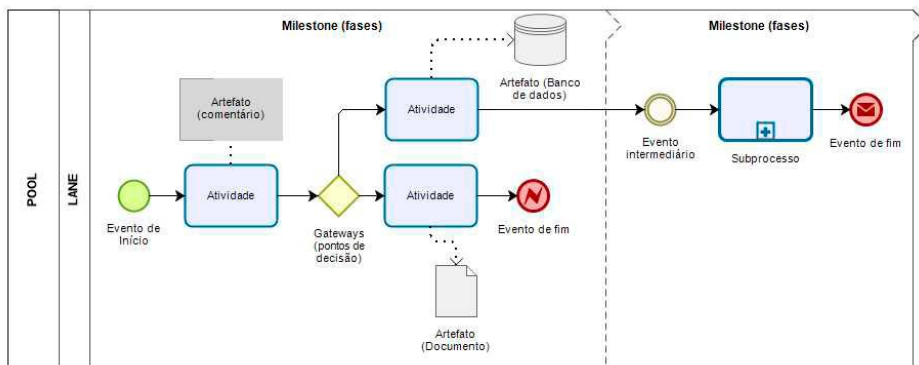 POOL
LANE
Milestone (fases)
Milestone (fases)
Artefato
(comentário)
Atividade
Artefato (Banco
de dados)
Evento de
Início
Atividade
Gateways
(pontos de
decisão)
Atividade
Evento de fim
Artefato
(Documento)
Evento
intermediário
Subprocesso
Evento de fim